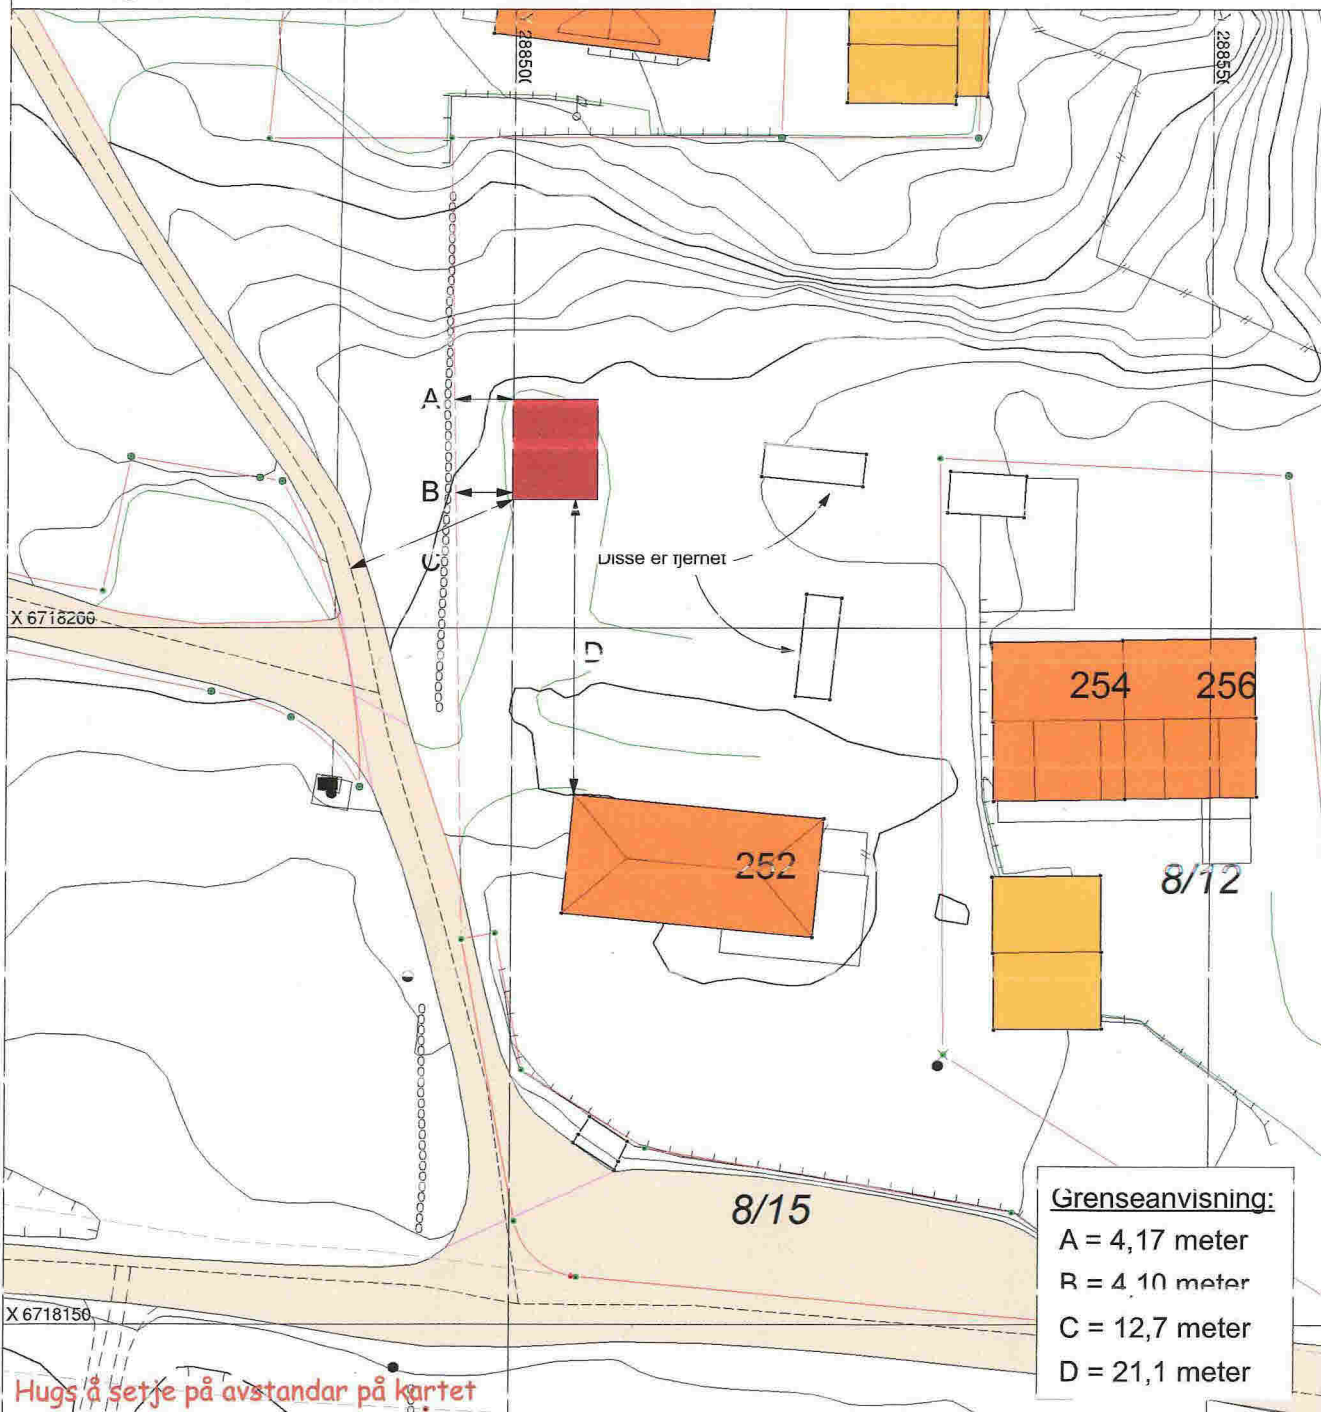 Y 28850(
Y 28855(
A
B
C
Disse er fjernet
X 6718200
D
254 256
252
8/12
8/15
Grenseanvisning:
A = 4,17 meter
B = 4,10 meter
C = 12,7 meter
D = 21,1 meter
X 6718150
Hugs å setje på avstandar på kartet